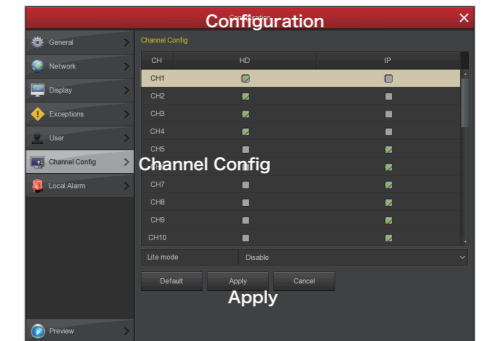 Configuration
General
Network
Display
Exceptions
User
Channel Config
Local Alarm
Preview
Channel Config
CH HD IP
CH1
CH2
CH3
CH4
CH5
Channel Config
CH7
CH8
CH9
CH10
Lite mode Disable
Default Apply Cancel
Apply